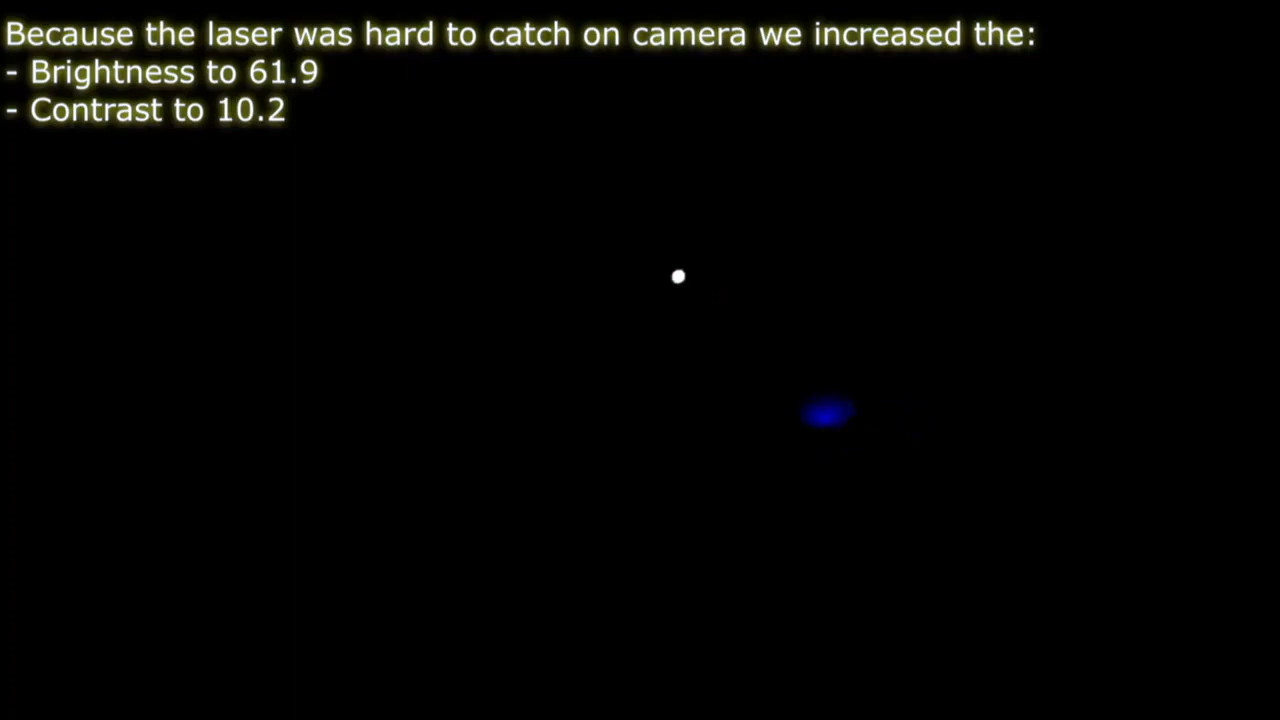 Because the laser was hard to catch on camera we increased the:
- Brightness to 61.9
- Contrast to 10.2